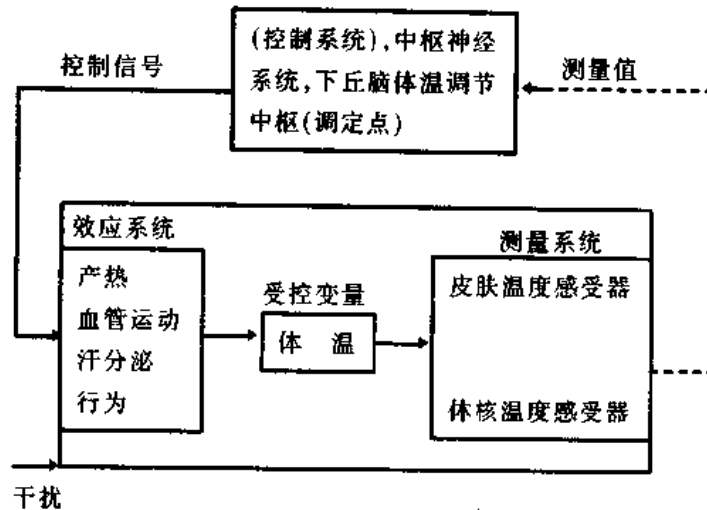 (控制系统),中枢神经
系统,下丘脑体温调节
中枢(调定点)
控制信号
测量值
效应系统
产热
血管运动
汗分泌
行为
受控变量
体 温
测量系统
皮肤温度感受器
体核温度感受器
干扰